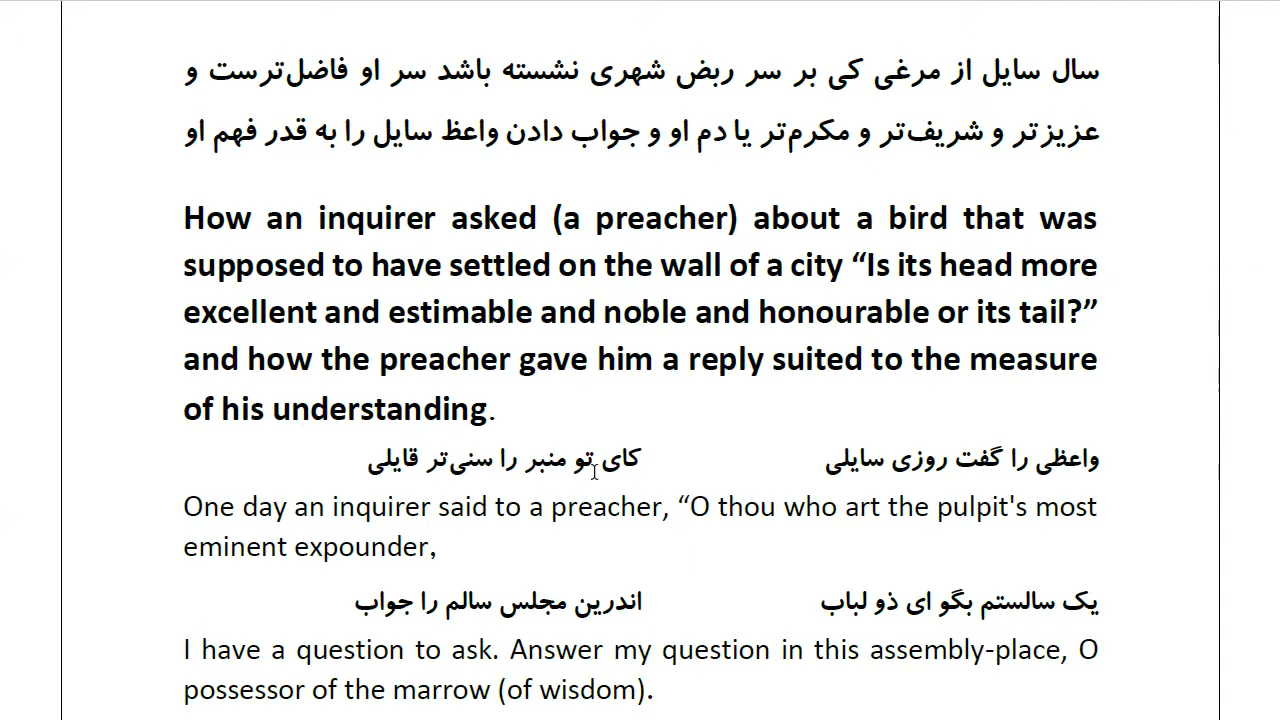 سال سایل از مرغی کی بر سر ربض شهری نشسته باشد سر او فاضل‌ترست و
عزیزتر و شریف‌تر و مکرم‌تر یا دم او و جواب دادن واعظ سایل را به قدر فهم او
How an inquirer asked (a preacher) about a bird that was
supposed to have settled on the wall of a city “Is its head more
excellent and estimable and noble and honourable or its tail?”
and how the preacher gave him a reply suited to the measure
of his understanding.
واعظی را گفت روزی سایلی کای تو منبر را سنی‌تر قایلی
One day an inquirer said to a preacher, “O thou who art the pulpit's most
eminent expounder,
یک سالستم بگو ای ذو لباب اندرین مجلس سالم را جواب
I have a question to ask. Answer my question in this assembly-place, O
possessor of the marrow (of wisdom).